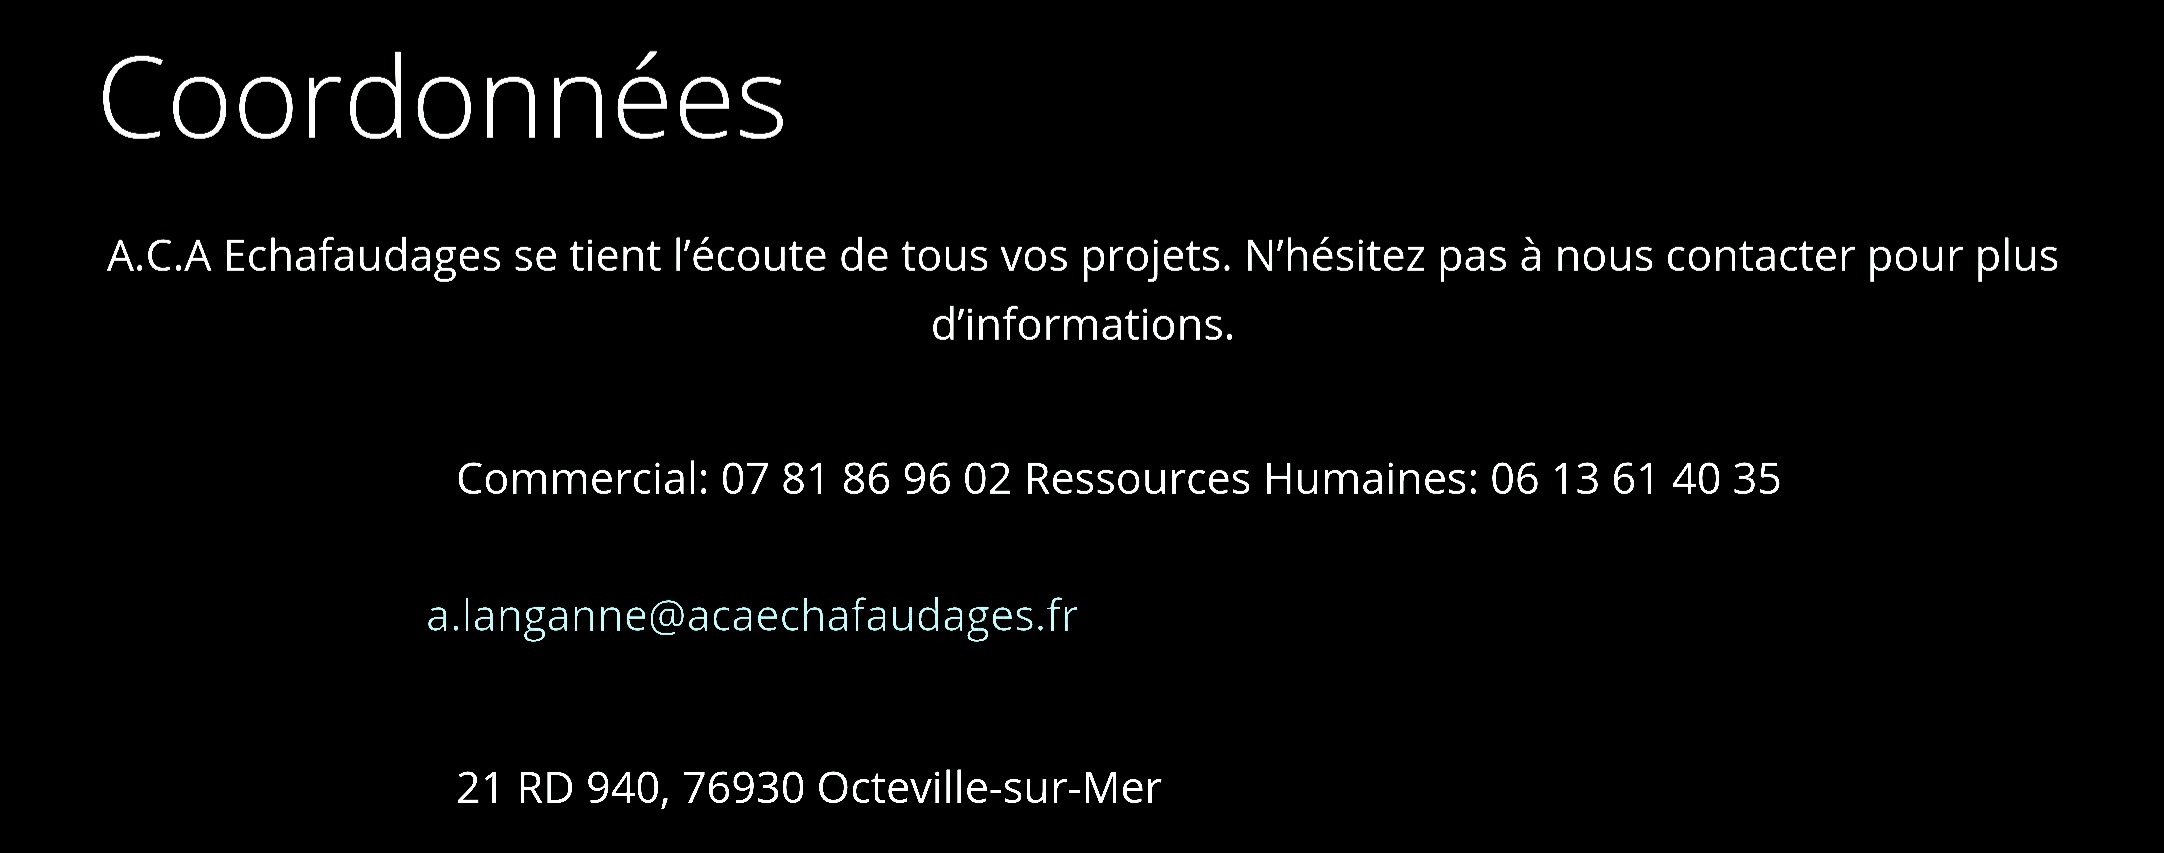 Coordonnées
A.C.A Echafaudages se tient l’écoute de tous vos projets. N’hésitez pas à nous contacter pour plus
d’informations.
Commercial: 07 81 86 96 02 Ressources Humaines: 06 13 61 40 35
a.langanne@acaechafaudages.fr
21 RD 940, 76930 Octeville-sur-Mer